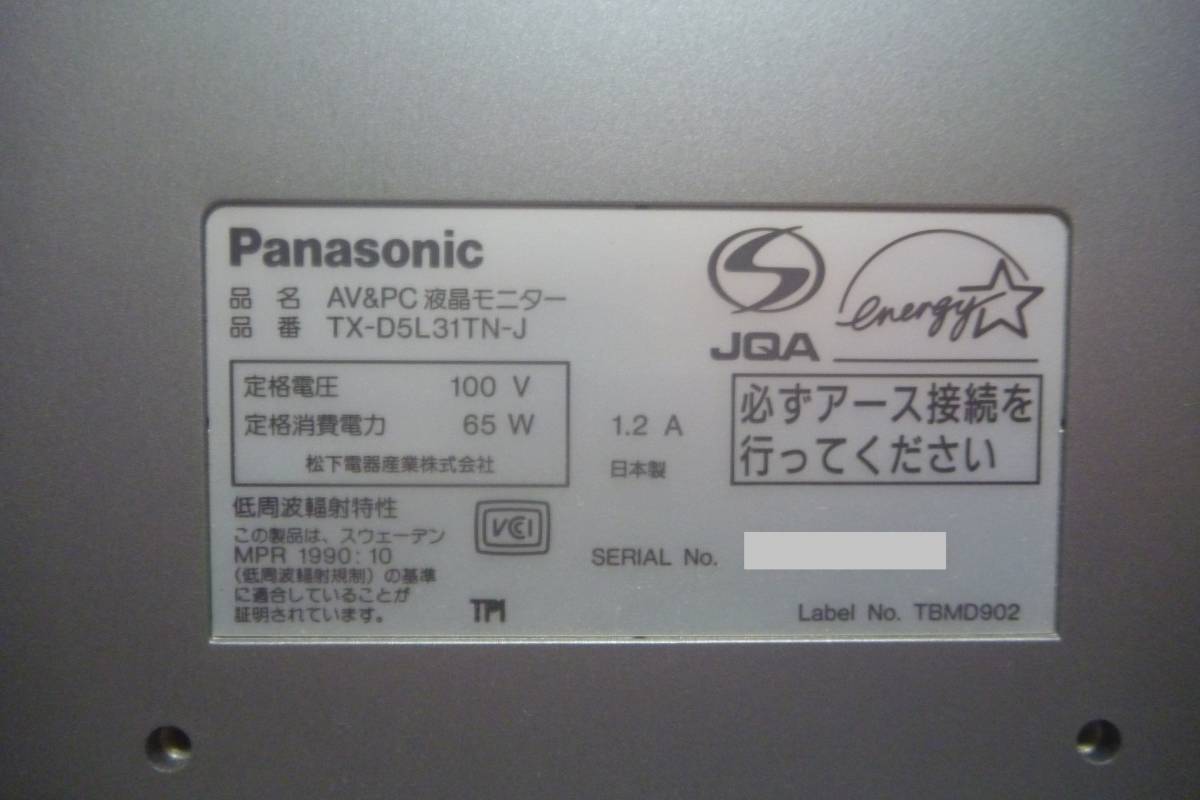 Panasonic
品 名 AV&PC 液晶モニター
品 番 TX-D5L31TN-J
定格電圧 100 V
定格消費電力 65 W
松下電器産業株式会社
1.2 A
日本製
JQA
energy
必ずアース接続を
行ってください
低周波輻射特性
この製品は、スウェーデン
MPR 1990:10
(低周波輻射規制)の基準
に適合していることが
証明されています。
VCCI
TPI
SERIAL No.
Label No. TBMD902